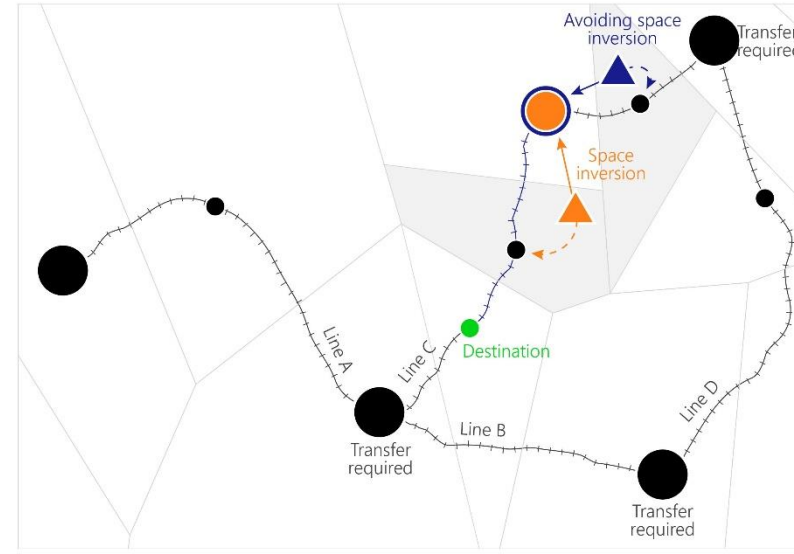 Avoiding space
inversion
Transfer
required
Space
inversion
Line A
Line C
Destination
Line B
Line D
Transfer
required
Transfer
required